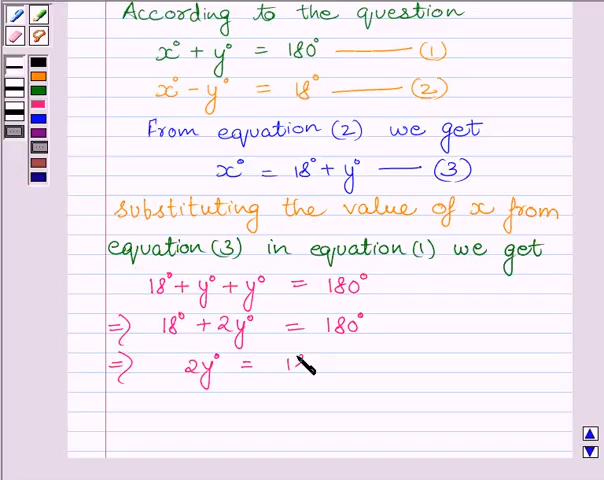 According to the question
x° + y° = 180° —— (1)
x° - y° = 18° —— (2)
From equation (2) we get
x° = 18° + y° —— (3)
substituting the value of x from
equation (3) in equation (1) we get
18° + y° + y° = 180°
=) 18° + 2y° = 180°
=) 2y° = 1